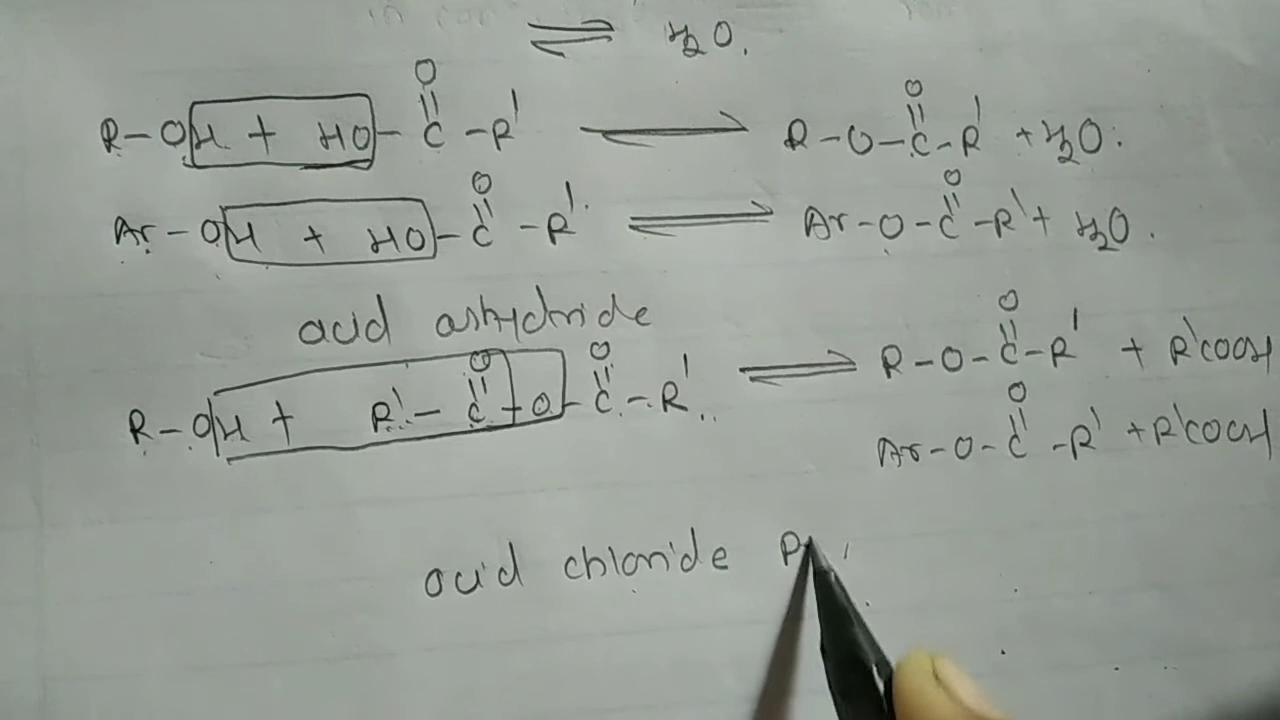 ⇌ H2O.
R-OH + HO-C(=O)-R' ⇀ R-O-C(=O)-R' + H2O.
Ar-OH + HO-C(=O)-R' ⇌ Ar-O-C(=O)-R' + H2O.
acid anhydride
R-OH + R'-C(=O)-O-C(=O)-R' ⇌ R-O-C(=O)-R' + R'COOH
Ar-O-C(=O)-R' + R'COOH
acid chloride